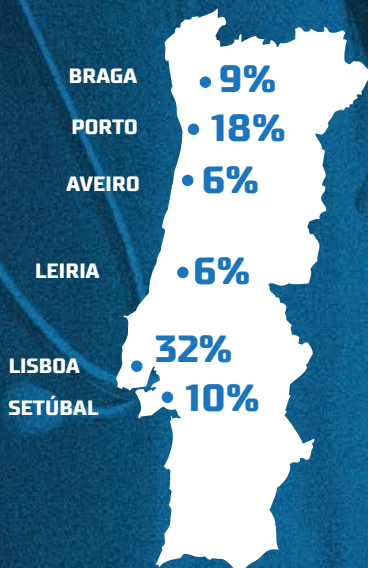 BRAGA 9%
PORTO 18%
AVEIRO 6%
LEIRIA 6%
LISBOA 32%
SETÚBAL 10%